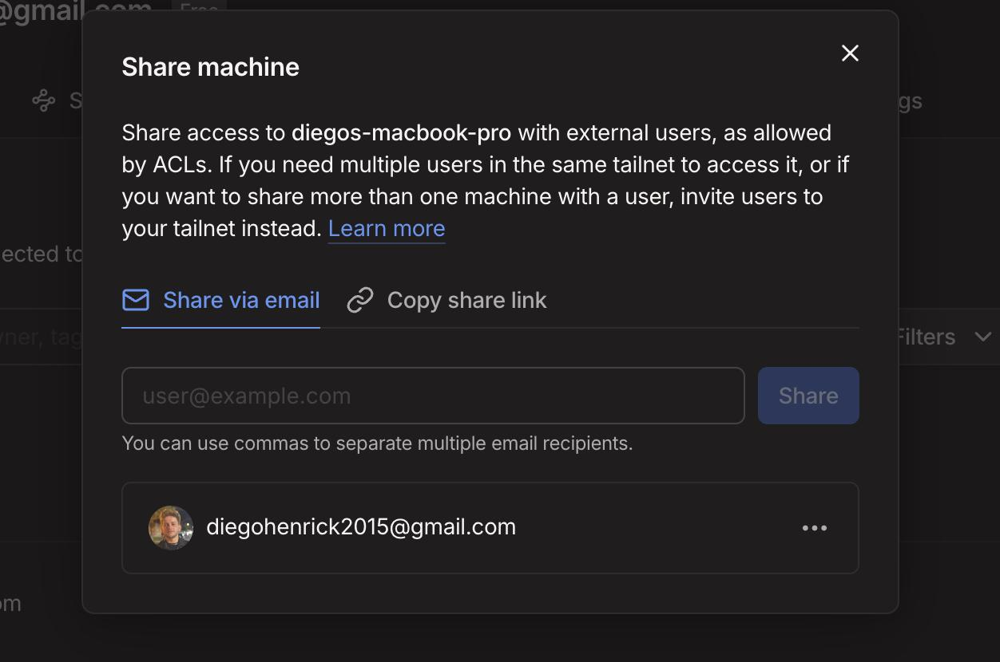 @gmail.com Free
S
gs
Share machine
Share access to diegos-macbook-pro with external users, as allowed
by ACLs. If you need multiple users in the same tailnet to access it, or if
you want to share more than one machine with a user, invite users to
your tailnet instead. Learn more
ected to
Share via email Copy share link
wner, tag
Filters
user@example.com
Share
You can use commas to separate multiple email recipients.
diegohenrick2015@gmail.com
om